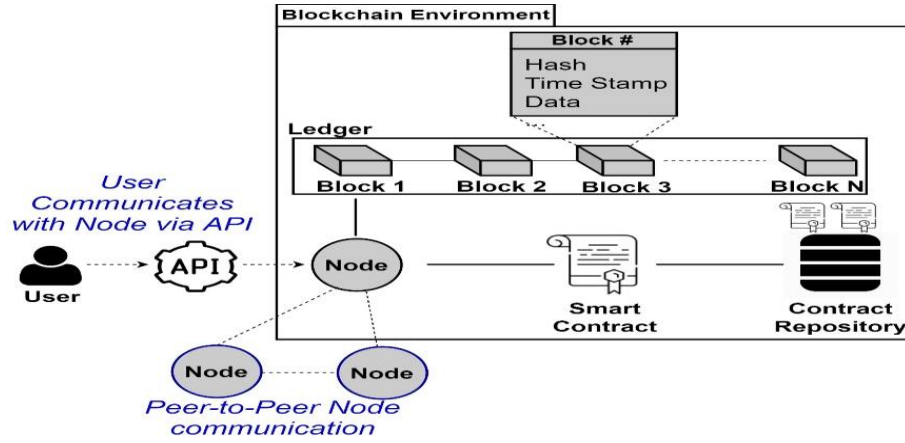 Blockchain Environment
Block #
Hash
Time Stamp
Data
....
Ledger
Block 1
Block 2
Block 3
Block N
User
Communicates
with Node via API
User
API
Node
Smart
Contract
Contract
Repository
Node
Node
Peer-to-Peer Node
communication